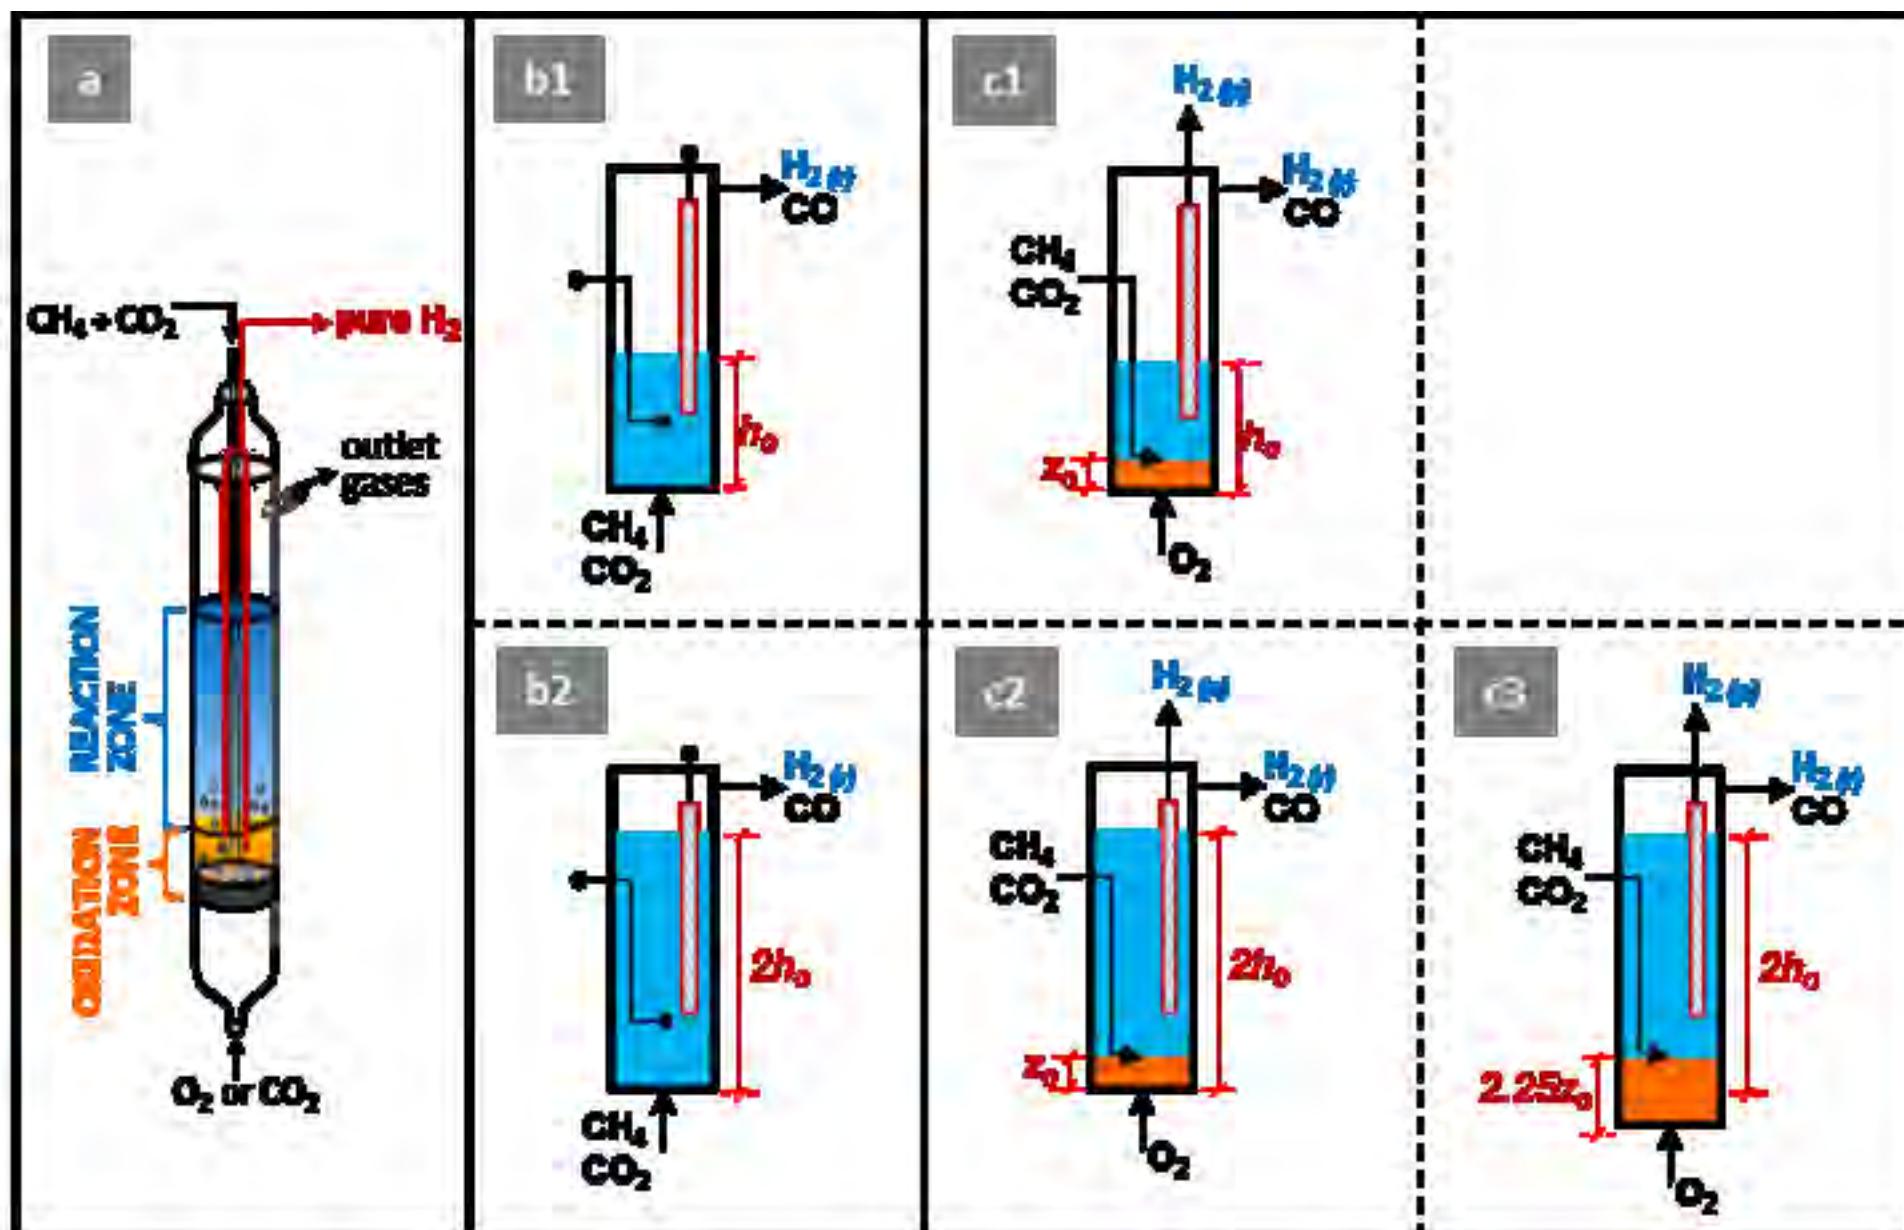 a
CH₄ + CO₂
pure H₂
outlet
gases
REACTION
ZONE
OXIDATION
ZONE
O₂ or CO₂
b1
H₂
CO
h₀
CH₄
CO₂
c1
H₂
H₂
CO
CH₄
CO₂
z₀
h₀
O₂
b2
H₂
CO
2h₀
CH₄
CO₂
c2
H₂
H₂
CO
CH₄
CO₂
2h₀
z₀
O₂
c3
H₂
H₂
CO
CH₄
CO₂
2h₀
2.25z₀
O₂